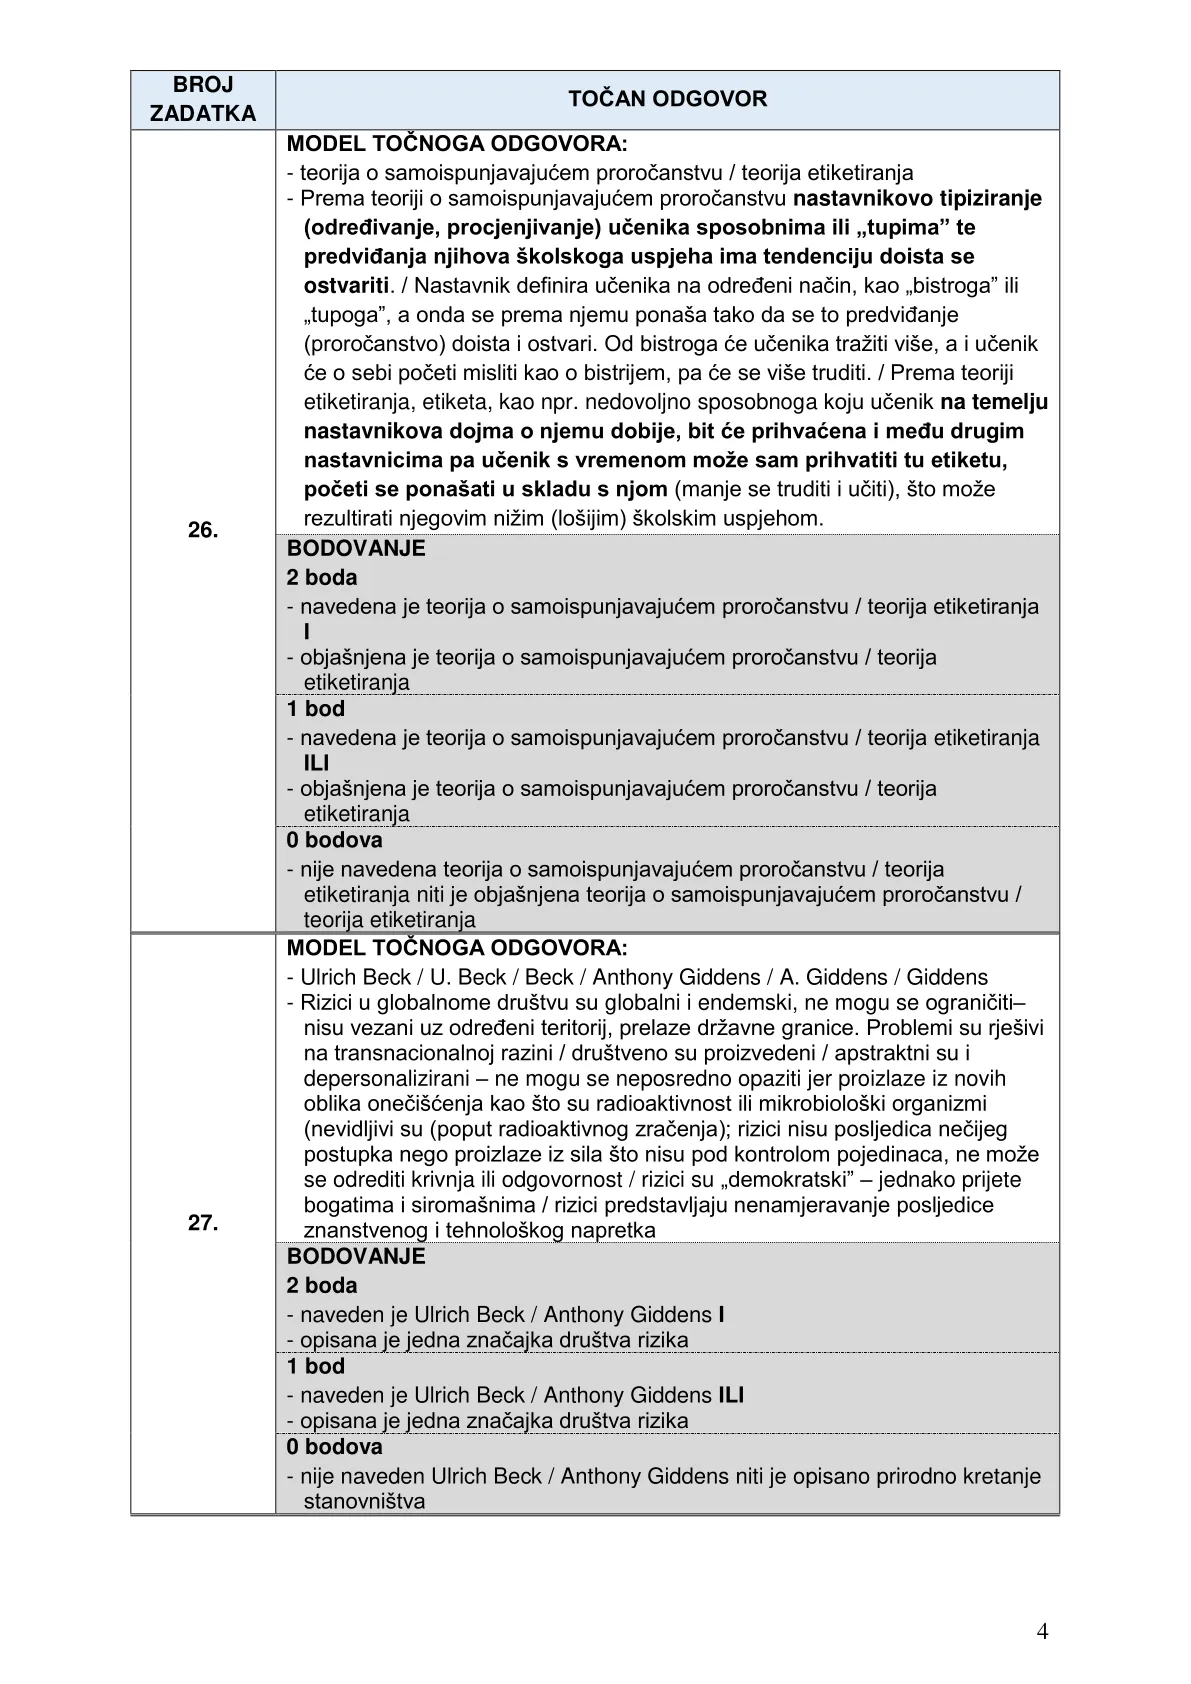 BROJ
ZADATKA
TOČAN ODGOVOR
26.
MODEL TOČNOGA ODGOVORA:
- teorija o samoispunjavajućem proročanstvu / teorija etiketiranja
- Prema teoriji o samoispunjavajućem proročanstvu nastavnikovo tipiziranje
(određivanje, procjenjivanje) učenika sposobnima ili „tupima” te
predviđanja njihova školskoga uspjeha ima tendenciju doista se
ostvariti. / Nastavnik definira učenika na određeni način, kao „bistroga” ili
„tupoga”, a onda se prema njemu ponaša tako da se to predviđanje
(proročanstvo) doista i ostvari. Od bistroga će učenika tražiti više, a i učenik
će o sebi početi misliti kao o bistrijem, pa će se više truditi. / Prema teoriji
etiketiranja, etiketa, kao npr. nedovoljno sposobnoga koju učenik na temelju
nastavnikova dojma o njemu dobije, bit će prihvaćena i među drugim
nastavnicima pa učenik s vremenom može sam prihvatiti tu etiketu,
početi se ponašati u skladu s njom (manje se truditi i učiti), što može
rezultirati njegovim nižim (lošijim) školskim uspjehom.
BODOVANJE
2 boda
- navedena je teorija o samoispunjavajućem proročanstvu / teorija etiketiranja
I
- objašnjena je teorija o samoispunjavajućem proročanstvu / teorija
etiketiranja
1 bod
- navedena je teorija o samoispunjavajućem proročanstvu / teorija etiketiranja
ILI
- objašnjena je teorija o samoispunjavajućem proročanstvu / teorija
etiketiranja
0 bodova
- nije navedena teorija o samoispunjavajućem proročanstvu / teorija
etiketiranja niti je objašnjena teorija o samoispunjavajućem proročanstvu /
teorija etiketiranja
27.
MODEL TOČNOGA ODGOVORA:
- Ulrich Beck / U. Beck / Beck / Anthony Giddens / A. Giddens / Giddens
- Rizici u globalnome društvu su globalni i endemski, ne mogu se ograničiti–
nisu vezani uz određeni teritorij, prelaze državne granice. Problemi su rješivi
na transnacionalnoj razini / društveno su proizvedeni / apstraktni su i
depersonalizirani – ne mogu se neposredno opaziti jer proizlaze iz novih
oblika onečišćenja kao što su radioaktivnost ili mikrobiološki organizmi
(nevidljivi su (poput radioaktivnog zračenja); rizici nisu posljedica nečijeg
postupka nego proizlaze iz sila što nisu pod kontrolom pojedinaca, ne može
se odrediti krivnja ili odgovornost / rizici su „demokratski” – jednako prijete
bogatima i siromašnima / rizici predstavljaju nenamjeravanje posljedice
znanstvenog i tehnološkog napretka
BODOVANJE
2 boda
- naveden je Ulrich Beck / Anthony Giddens I
- opisana je jedna značajka društva rizika
1 bod
- naveden je Ulrich Beck / Anthony Giddens ILI
- opisana je jedna značajka društva rizika
0 bodova
- nije naveden Ulrich Beck / Anthony Giddens niti je opisano prirodno kretanje
stanovništva
4